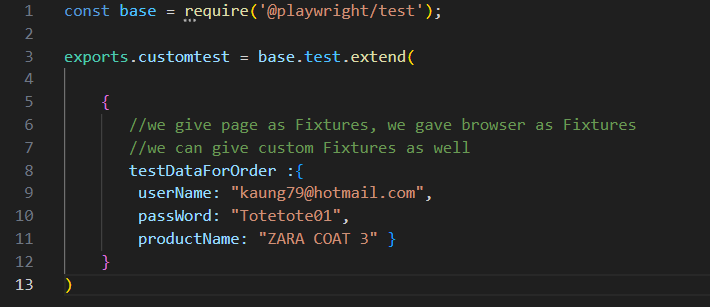 1 const base = require('@playwright/test');
2
3 exports.customtest = base.test.extend(
4
5 {
6 //we give page as Fixtures, we gave browser as Fixtures
7 //we can give custom Fixtures as well
8 testDataForOrder :{
9 userName: "kaung79@hotmail.com",
10 passWord: "Totetote01",
11 productName: "ZARA COAT 3" }
12 }
13 )